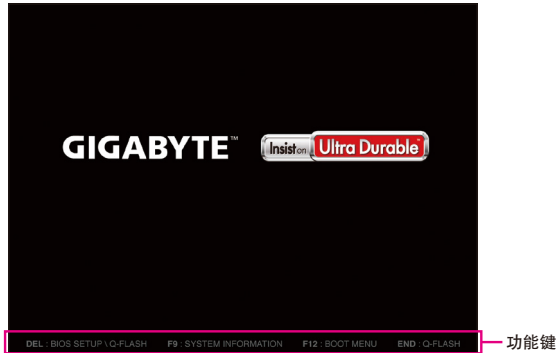 GIGABYTE™ Insist on Ultra Durable™
DEL : BIOS SETUP \ Q-FLASH F9 : SYSTEM INFORMATION F12 : BOOT MENU END : Q-FLASH 功能键